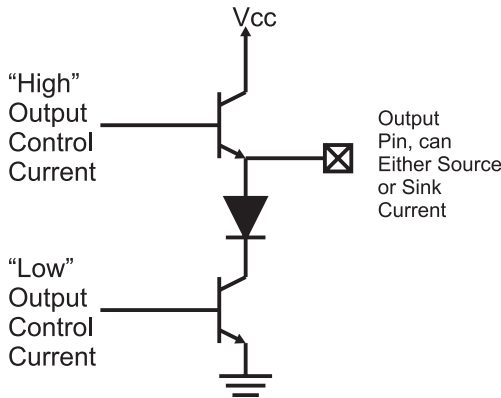 Vcc
“High”
Output
Control
Current
Output
Pin, can
Either Source
or Sink
Current
“Low”
Output
Control
Current